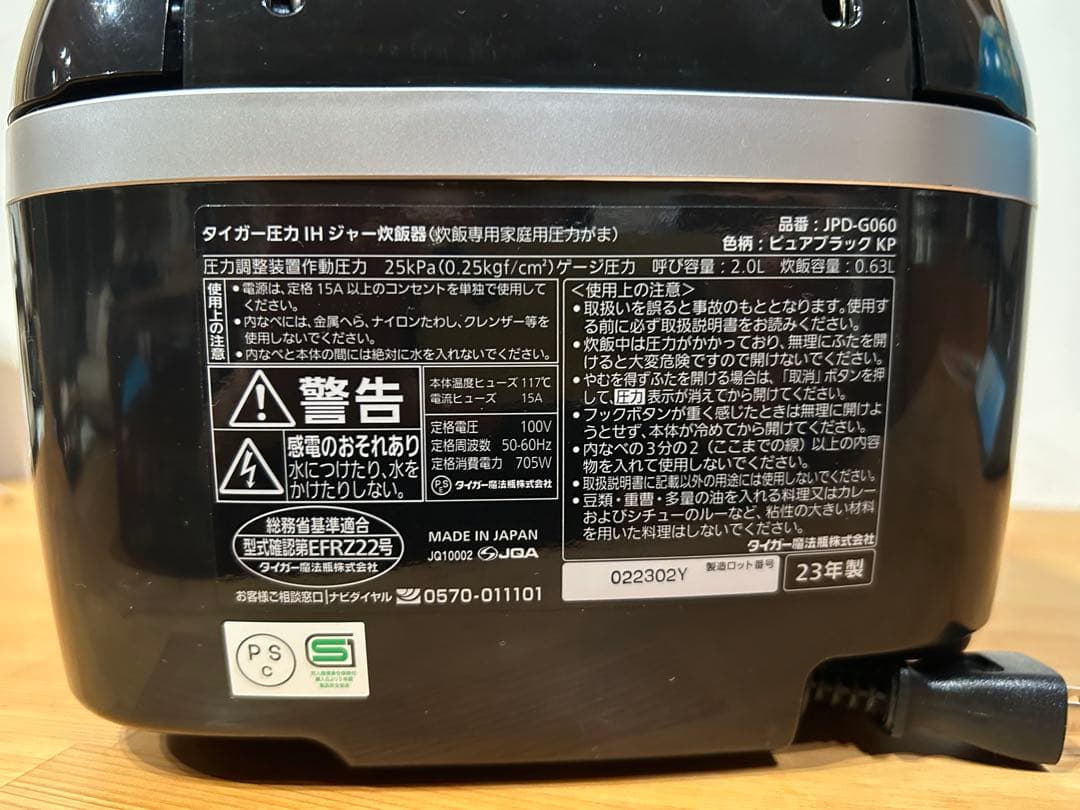 タイガー圧力IHジャー炊飯器(炊飯専用家庭用圧力がま)
品番:JPD-G060
色柄:ピュアブラックKP
圧力調整装置作動圧力 25kPa(0.25kgf/cm²)ゲージ圧力 呼び容量:2.0L 炊飯容量:0.63L
使用上の注意
•電源は、定格15A以上のコンセントを単独で使用して
ください。
•内なべには、金属へら、ナイロンたわし、クレンザー等を
使用しないでください。
•内なべと本体の間には絶対に水を入れないでください。
警告
感電のおそれあり
水につけたり、水を
かけたりしない。
本体温度ヒューズ 117℃
電流ヒューズ 15A
定格電圧 100V
定格周波数 50-60Hz
定格消費電力 705W
PSC タイガー魔法瓶株式会社
総務省基準適合
型式確認第EFRZ22号
タイガー魔法瓶株式会社
MADE IN JAPAN
JQ10002 JQA
お客様ご相談窓口|ナビダイヤル 0570-011101
<使用上の注意>
•取扱いを誤ると事故のもととなります。使用す
る前に必ず取扱説明書をお読みください。
•炊飯中は圧力がかかっており、無理にふたを開
けると大変危険ですので開けないでください。
•やむを得ずふたを開ける場合は、「取消」ボタンを押
して、圧力表示が消えてから開けてください。
•フックボタンが重く感じたときは無理に開けよ
うとせず、本体が冷めてから開けてください。
•内なべの3分の2(ここまでの線)以上の内容
物を入れて使用しないでください。
•取扱説明書に記載以外の用途には使用しないでください。
•豆類・重曹・多量の油を入れる料理又はカレー
およびシチューのルーなど、粘性の大きい材料
を用いた料理はしないでください。
タイガー魔法瓶株式会社
022302Y 製造ロット番号
23年製
PSC